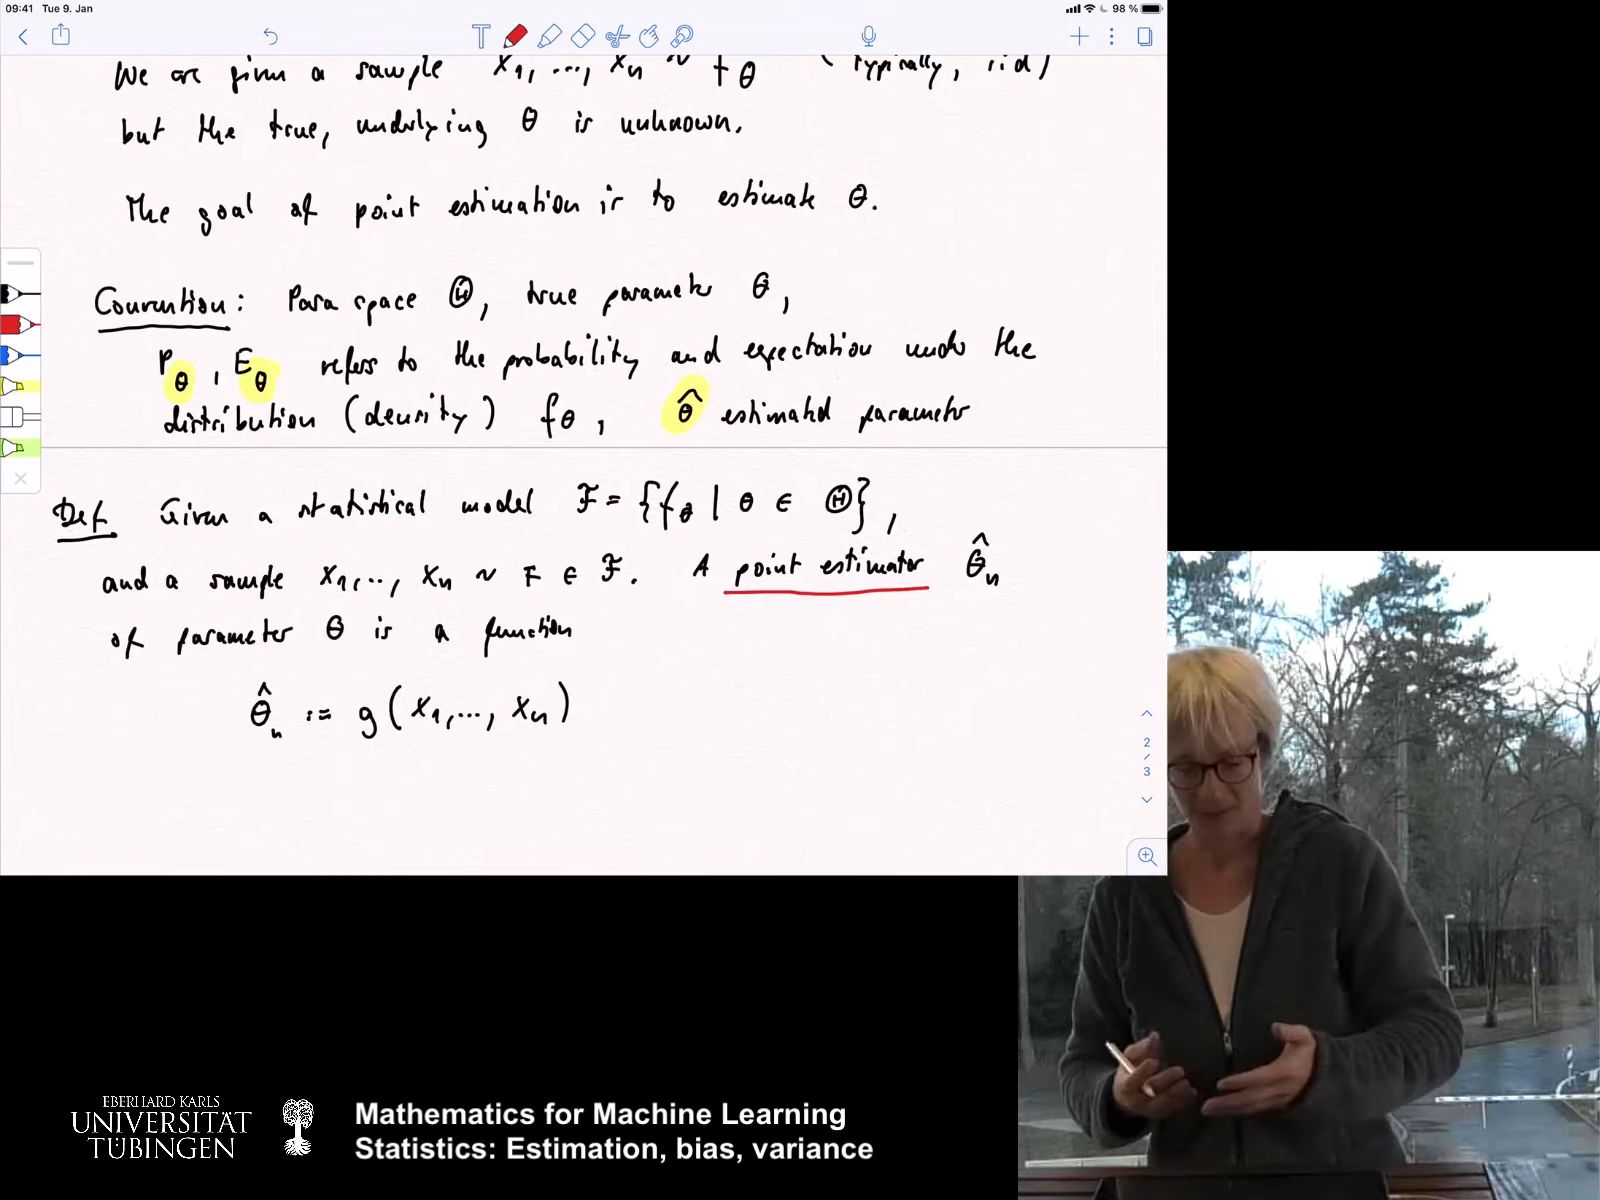 09:41 Tue 9. Jan
98 %
We are given a sample X1, ..., Xn ~ fθ (typically, iid)
but the true, underlying θ is unknown.
The goal of point estimation is to estimate θ.
Convention: Para space Θ, true parameter θ,
Pθ, Eθ refers to the probability and expectation under the
distribution (density) fθ, θ̂ estimated parameter
Def Given a statistical model ℱ = {fθ | θ ∈ Θ},
and a sample X1,.., Xn ~ F ∈ ℱ. A point estimator θ̂n
of parameter θ is a function
θ̂n := g(X1,..., Xn)
2
/
3
EBERHARD KARLS
UNIVERSITÄT
TÜBINGEN
Mathematics for Machine Learning
Statistics: Estimation, bias, variance